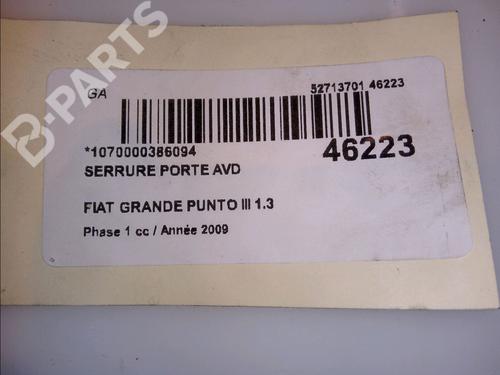 B-PARTS
GA
52713701 46223
*1070000386094
46223
SERRURE PORTE AVD
FIAT GRANDE PUNTO III 1.3
Phase 1 cc / Année 2009